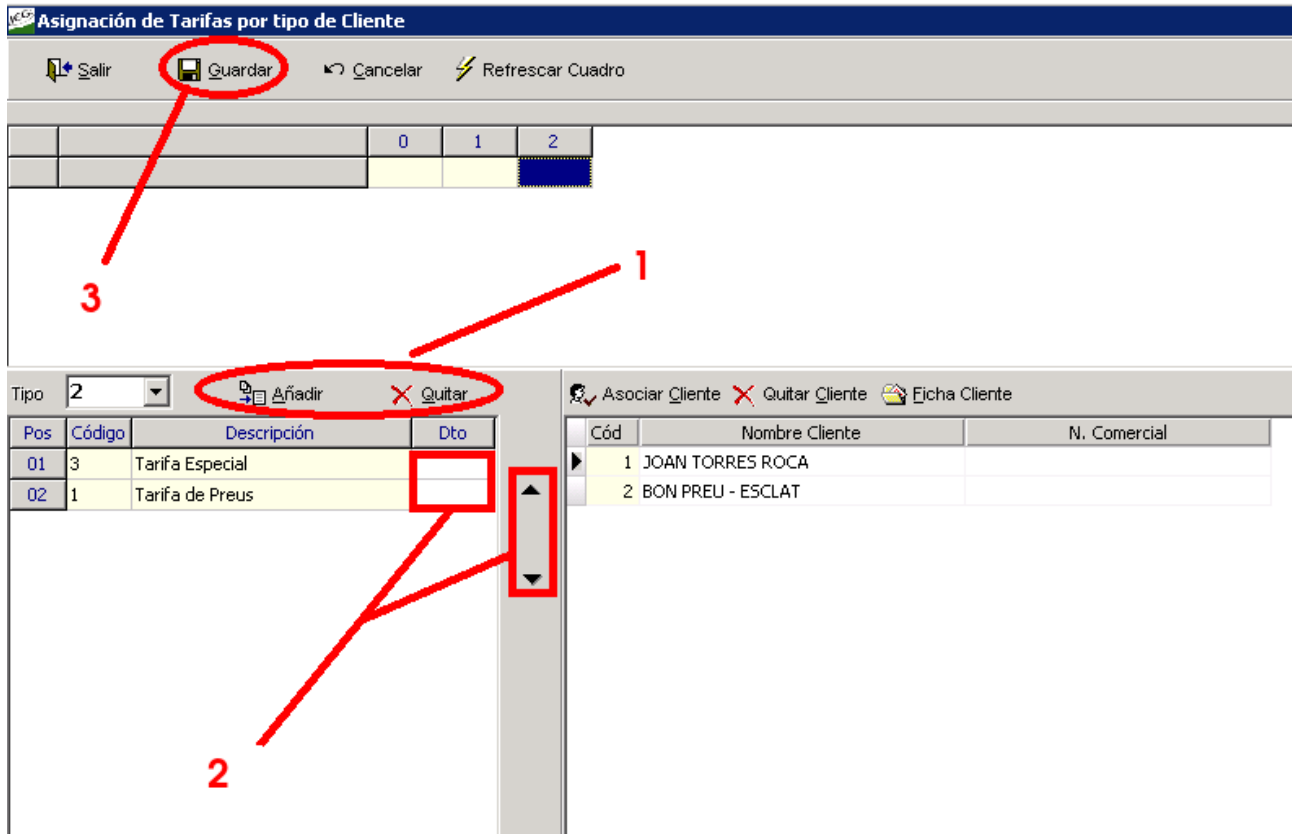 Asignación de Tarifas por tipo de Cliente
Salir Guardar Cancelar Refrescar Cuadro
0 1 2
1
3
Tipo 2 Añadir Quitar Asociar Cliente Quitar Cliente Ficha Cliente
Pos Código Descripción Dto Cód Nombre Cliente N. Comercial
01 3 Tarifa Especial 1 JOAN TORRES ROCA
02 1 Tarifa de Preus 2 BON PREU - ESCLAT
2